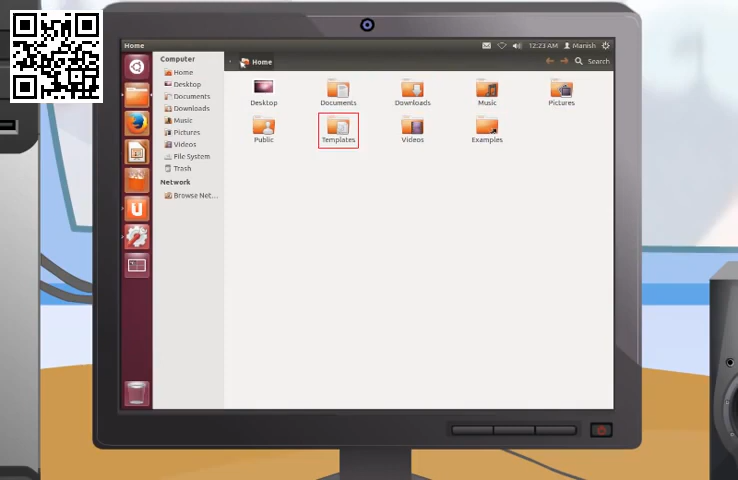 Home
12:23 AM Manish
Computer
Home
Desktop
Documents
Downloads
Music
Pictures
Videos
File System
Trash
Network
Browse Net...
Home
Search
Desktop
Documents
Downloads
Music
Pictures
Public
Templates
Videos
Examples